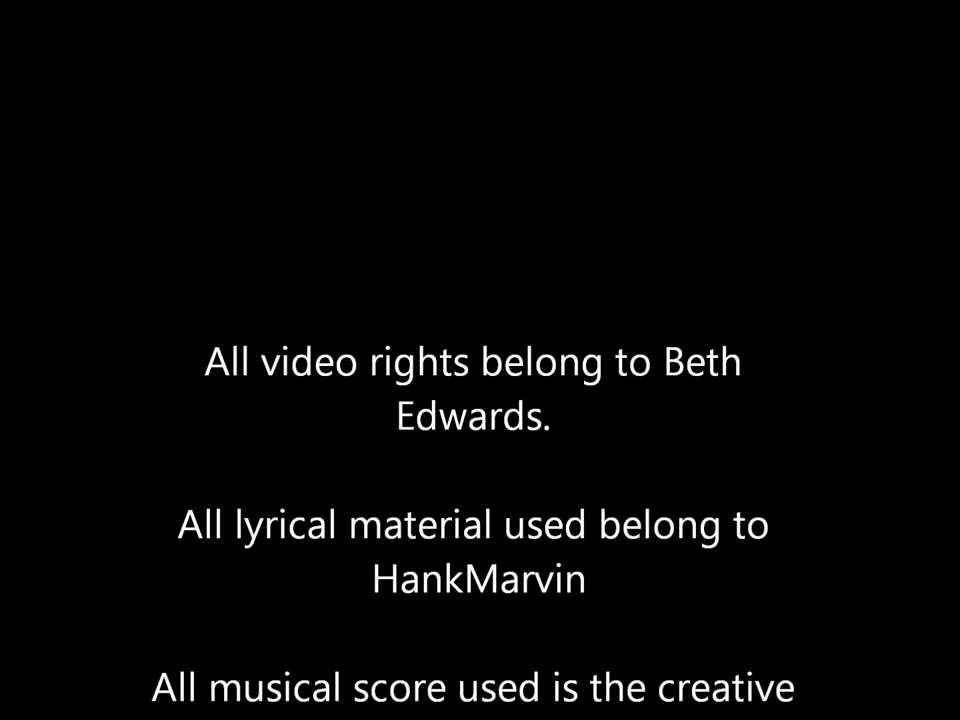 All video rights belong to Beth
Edwards.
All lyrical material used belong to
HankMarvin
All musical score used is the creative